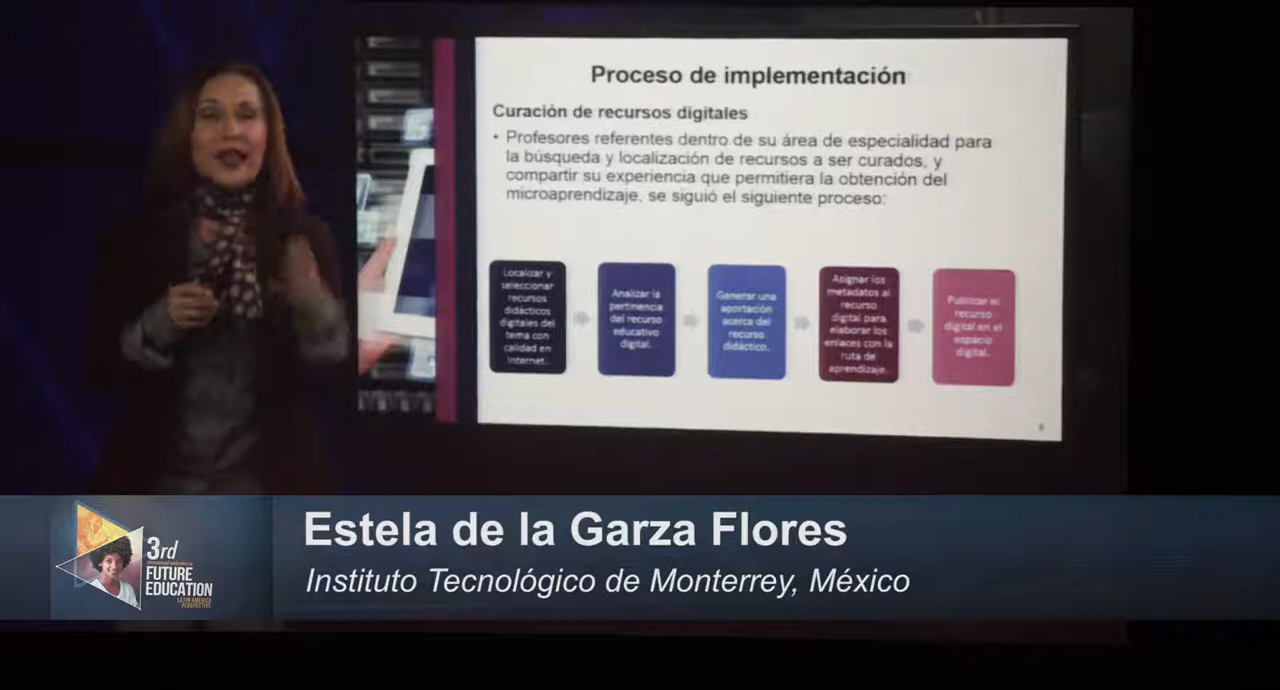 Proceso de implementación
Curación de recursos digitales
• Profesores referentes dentro de su área de especialidad para
la búsqueda y localización de recursos a ser curados, y
compartir su experiencia que permitiera la obtención del
microaprendizaje, se siguió el siguiente proceso:
Localizar y
seleccionar
recursos
didácticos
digitales del
tema con
calidad en
Internet.
Analizar la
pertinencia
del recurso
educativo
digital.
Generar una
aportación
acerca del
recurso
didáctico.
Asignar los
metadatos al
recurso
digital para
elaborar los
enlaces con la
ruta de
aprendizaje.
Publicar el
recurso
digital en el
espacio
digital.
Estela de la Garza Flores
Instituto Tecnológico de Monterrey, México
3rd
FUTURE
EDUCATION
LATIN AMERICA
PERSPECTIVE